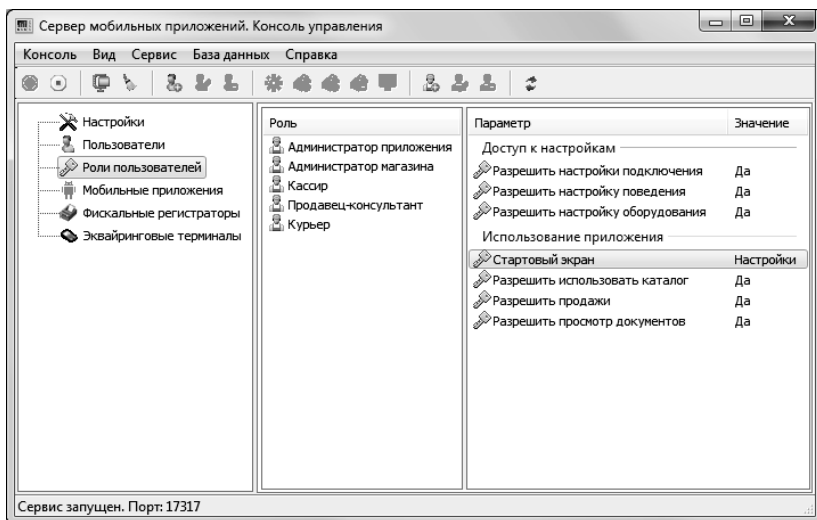 Сервер мобильных приложений. Консоль управления
Консоль Вид Сервис База данных Справка
Настройки
Пользователи
Роли пользователей
Мобильные приложения
Фискальные регистраторы
Эквайринговые терминалы
Роль
Администратор приложения
Администратор магазина
Кассир
Продавец-консультант
Курьер
Параметр Значение
Доступ к настройкам
Разрешить настройки подключения Да
Разрешить настройку поведения Да
Разрешить настройку оборудования Да
Использование приложения
Стартовый экран Настройки
Разрешить использовать каталог Да
Разрешить продажи Да
Разрешить просмотр документов Да
Сервис запущен. Порт: 17317